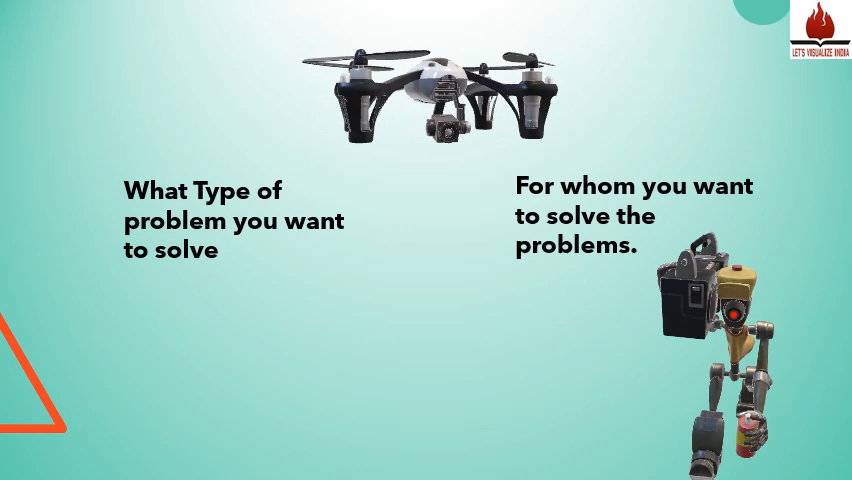 LET'S VISUALIZE INDIA
What Type of
problem you want
to solve
For whom you want
to solve the
problems.